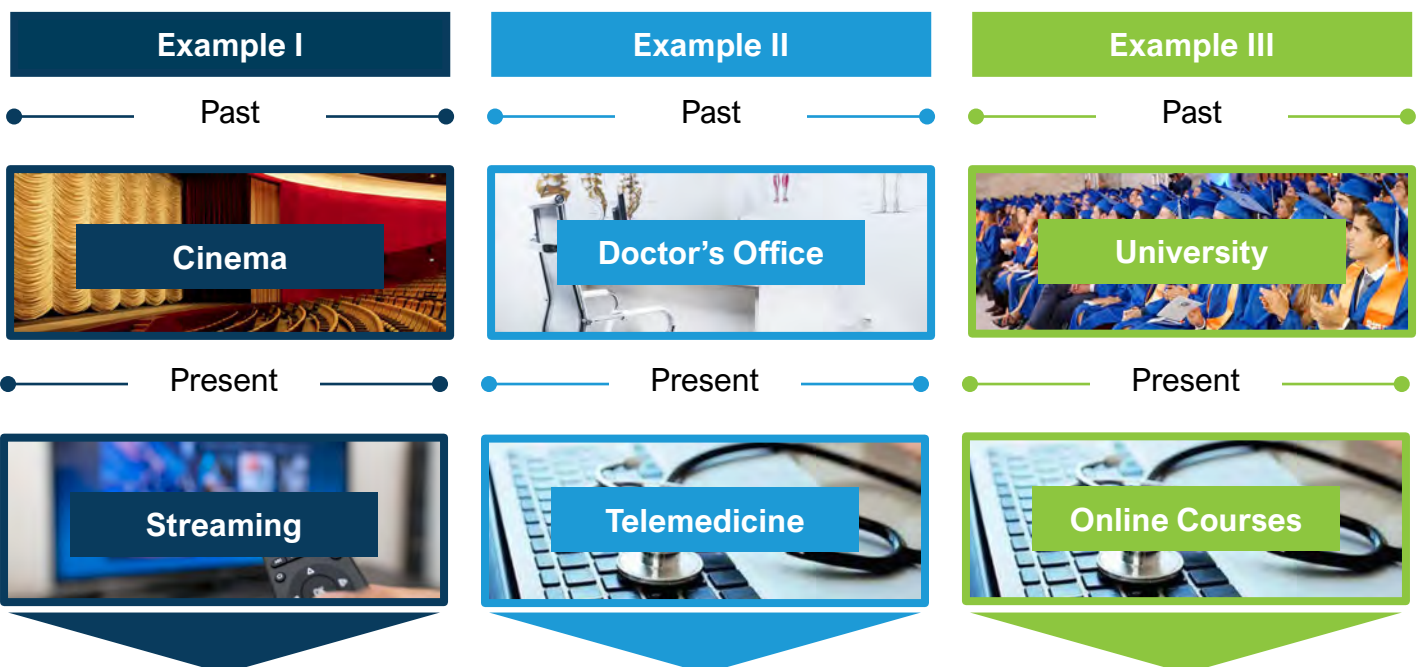 Example I
Example II
Example III
Past
Past
Past
Cinema
Doctor’s Office
University
Present
Present
Present
Streaming
Telemedicine
Online Courses